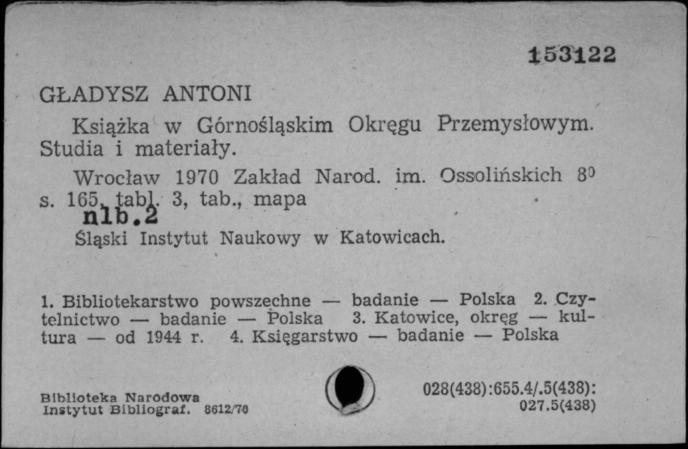 153122
GŁADYSZ ANTONI
Książka w Górnośląskim Okręgu Przemysłowym.
Studia i materiały.
Wrocław 1970 Zakład Narod. im. Ossolińskich 8⁰
s. 165, tabl. 3, tab., mapa
nlb.2
Śląski Instytut Naukowy w Katowicach.
1. Bibliotekarstwo powszechne — badanie — Polska 2. Czy-
telnictwo — badanie — Polska 3. Katowice, okręg — kul-
tura — od 1944 r. 4. Księgarstwo — badanie — Polska
Biblioteka Narodowa
Instytut Bibliograf. 8612/70
028(438):655.4/.5(438):
027.5(438)